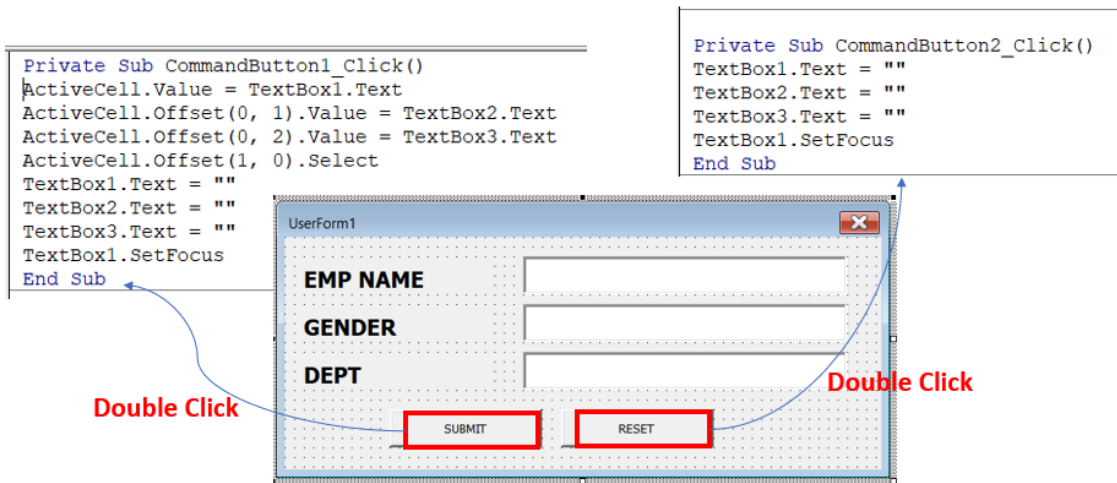 Private Sub CommandButton1_Click()
ActiveCell.Value = TextBox1.Text
ActiveCell.Offset(0, 1).Value = TextBox2.Text
ActiveCell.Offset(0, 2).Value = TextBox3.Text
ActiveCell.Offset(1, 0).Select
TextBox1.Text = ""
TextBox2.Text = ""
TextBox3.Text = ""
TextBox1.SetFocus
End Sub
Private Sub CommandButton2_Click()
TextBox1.Text = ""
TextBox2.Text = ""
TextBox3.Text = ""
TextBox1.SetFocus
End Sub
UserForm1
EMP NAME
GENDER
DEPT
Double Click
Double Click
SUBMIT
RESET